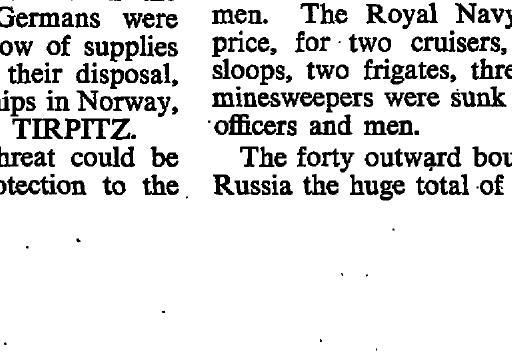 Germans were
ow of supplies
their disposal,
ips in Norway,
TIRPITZ.
hreat could be
otection to the
men. The Royal Navy
price, for two cruisers,
sloops, two frigates, thre
minesweepers were sunk
officers and men.
The forty outward bou
Russia the huge total of